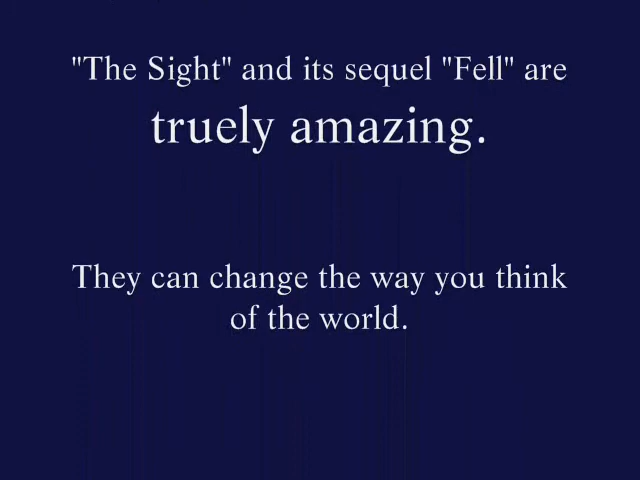 "The Sight" and its sequel "Fell" are
truely amazing.
They can change the way you think
of the world.